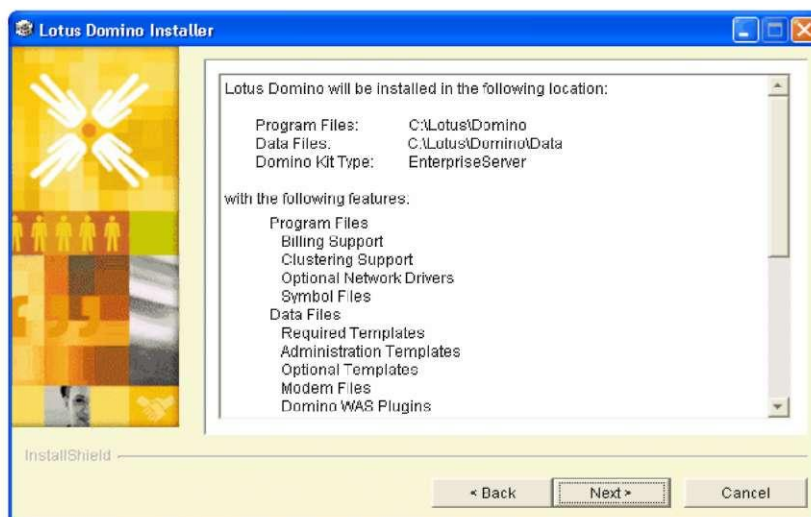 Lotus Domino Installer
Lotus Domino will be installed in the following location:
Program Files: C:\Lotus\Domino
Data Files: C:\Lotus\Domino\Data
Domino Kit Type: EnterpriseServer
with the following features:
Program Files
Billing Support
Clustering Support
Optional Network Drivers
Symbol Files
Data Files
Required Templates
Administration Templates
Optional Templates
Modem Files
Domino WAS Plugins
InstallShield
< Back Next > Cancel